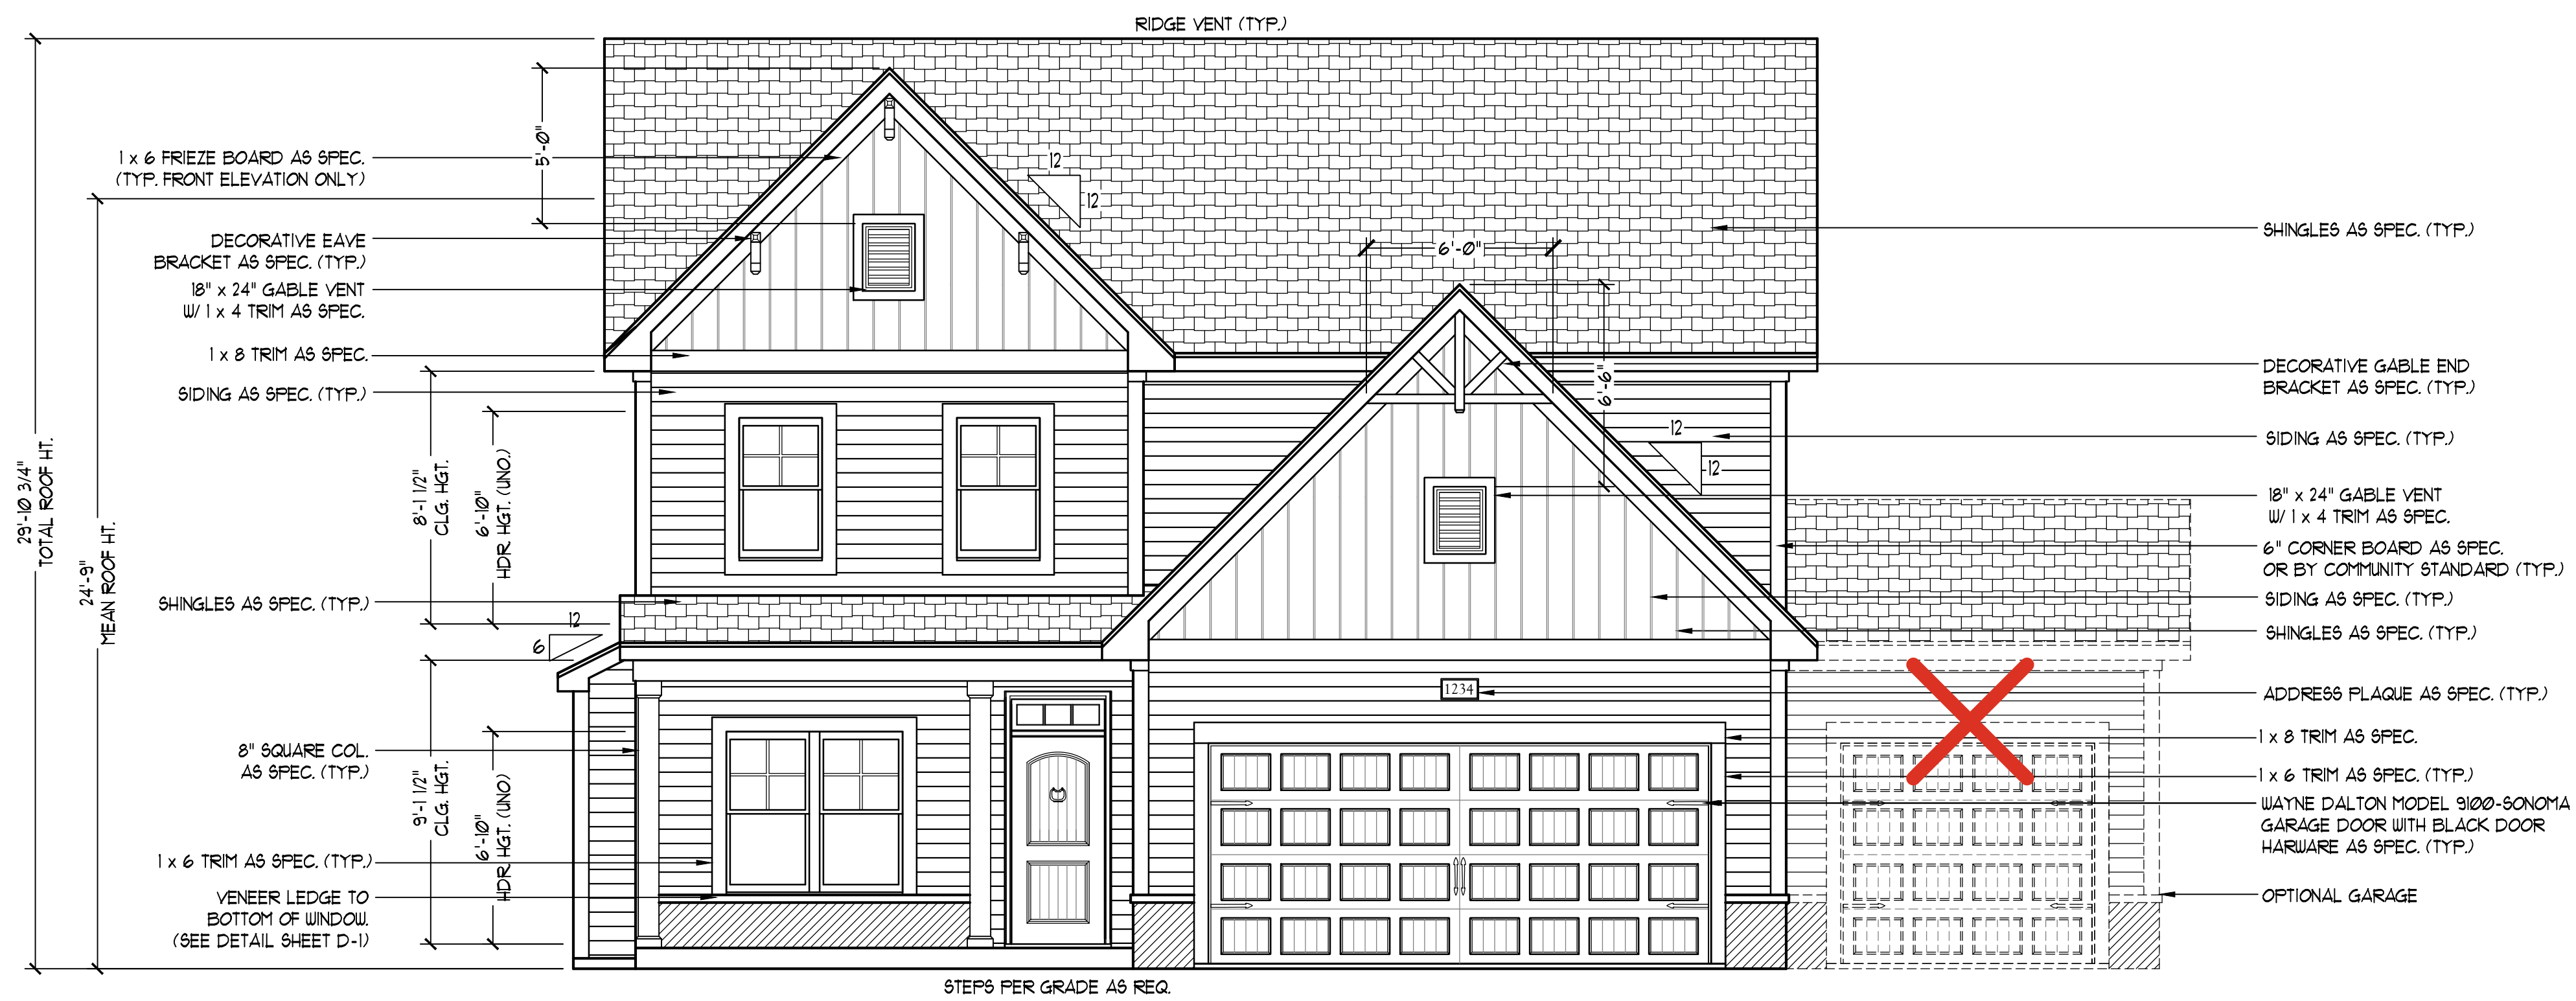 RIDGE VENT (TYP.)
29'-10 3/4"
TOTAL ROOF HT.
24'-9"
MEAN ROOF HT.
1 x 6 FRIEZE BOARD AS SPEC.
(TYP. FRONT ELEVATION ONLY)
DECORATIVE EAVE
BRACKET AS SPEC. (TYP.)
18" x 24" GABLE VENT
W/ 1 x 4 TRIM AS SPEC.
1 x 8 TRIM AS SPEC.
SIDING AS SPEC. (TYP.)
SHINGLES AS SPEC. (TYP.)
8" SQUARE COL.
AS SPEC. (TYP.)
1 x 6 TRIM AS SPEC. (TYP.)
VENEER LEDGE TO
BOTTOM OF WINDOW.
(SEE DETAIL SHEET D-1)
5'-0"
8'-1 1/2"
CLG. HGT.
6'-10"
HDR. HGT. (UNO.)
12
6
9'-1 1/2"
CLG. HGT.
6'-10"
HDR. HGT. (UNO)
12
12
6'-0"
6'-6"
12
12
1234
SHINGLES AS SPEC. (TYP.)
DECORATIVE GABLE END
BRACKET AS SPEC. (TYP.)
SIDING AS SPEC. (TYP.)
18" x 24" GABLE VENT
W/ 1 x 4 TRIM AS SPEC.
6" CORNER BOARD AS SPEC.
OR BY COMMUNITY STANDARD (TYP.)
SIDING AS SPEC. (TYP.)
SHINGLES AS SPEC. (TYP.)
ADDRESS PLAQUE AS SPEC. (TYP.)
1 x 8 TRIM AS SPEC.
1 x 6 TRIM AS SPEC. (TYP.)
WAYNE DALTON MODEL 9100-SONOMA
GARAGE DOOR WITH BLACK DOOR
HARWARE AS SPEC. (TYP.)
OPTIONAL GARAGE
STEPS PER GRADE AS REQ.